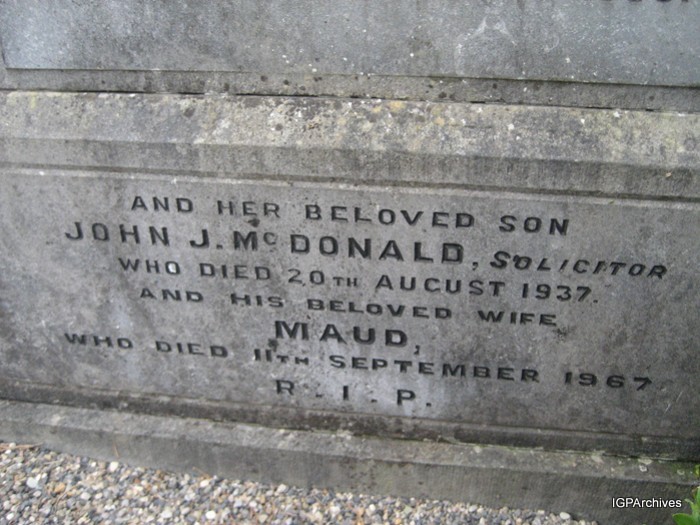 AND HER BELOVED SON
JOHN J. McDONALD, SOLICITOR
WHO DIED 20TH AUGUST 1937.
AND HIS BELOVED WIFE
MAUD,
WHO DIED 11TH SEPTEMBER 1967
R.I.P.
IGPArchives